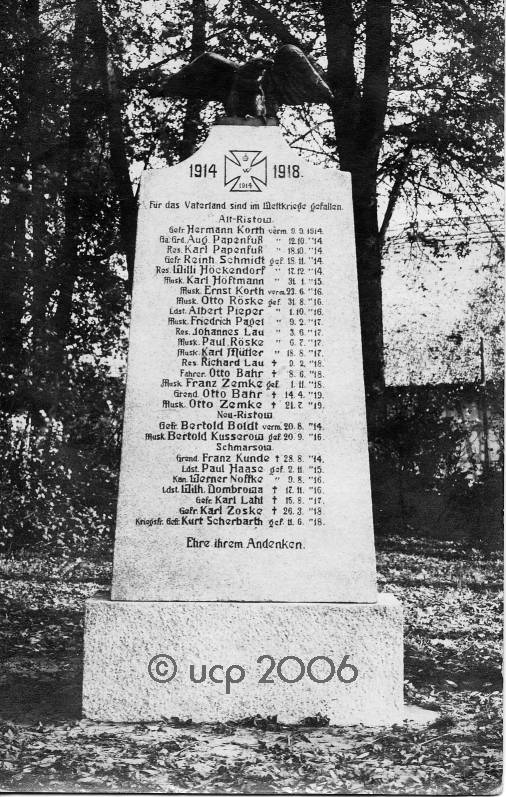 1914 1918.
W
1914
Für das Vaterland sind im Weltkriege gefallen.
Alt-Ristow.
Gefr. Hermann Korth verm. 9. 9. 1914.
Ga. Grd. Aug. Papenfuß " 12.10. "14.
Res. Karl Papenfuß " 18.10. "14.
Gefr. Reinh. Schmidt gef. 18. 11. "14.
Res. Willi Höckendorf " 17. 12. "14.
Musk. Karl Hoffmann " 31. 1. "15.
Musk. Ernst Korth verm. 23. 6. "16.
Musk. Otto Röske gef. 31. 8. "16.
Ldst. Albert Pieper " 1. 10. "16.
Musk. Friedrich Pagel " 9. 2. "17.
Res. Johannes Lau " 3. 6. "17.
Musk. Paul Röske " 6. 7. "17.
Musk. Karl Müller " 18. 8. "17.
Res. Richard Lau † 9. 2. "18.
Fahrer. Otto Bahr † 8. 6. "18.
Musk. Franz Zemke gef. 1. 11. "18.
Grend. Otto Bahr † 14. 4. "19.
Musk. Otto Zemke † 21. 7. "19.
Neu-Ristow.
Gefr. Bertold Boldt verm. 20. 8. "14.
Musk. Bertold Kusserow gef. 20. 9. "16.
Schmarsow.
Grend. Franz Kunde † 28. 8. "14.
Ldst. Paul Haase gef. 2. 11. "15.
Kan. Werner Noffke " 9. 8. "16.
Ldst. Wilh. Dombrowa † 17. 11. "16.
Gefr. Karl Lahl † 15. 8. "17.
Gefr. Karl Zoske † 26. 3. "18.
Kriegsfr. Gefr. Kurt Scherbarth gef. 11. 6. "18.
Ehre ihrem Andenken.
© ucp 2006